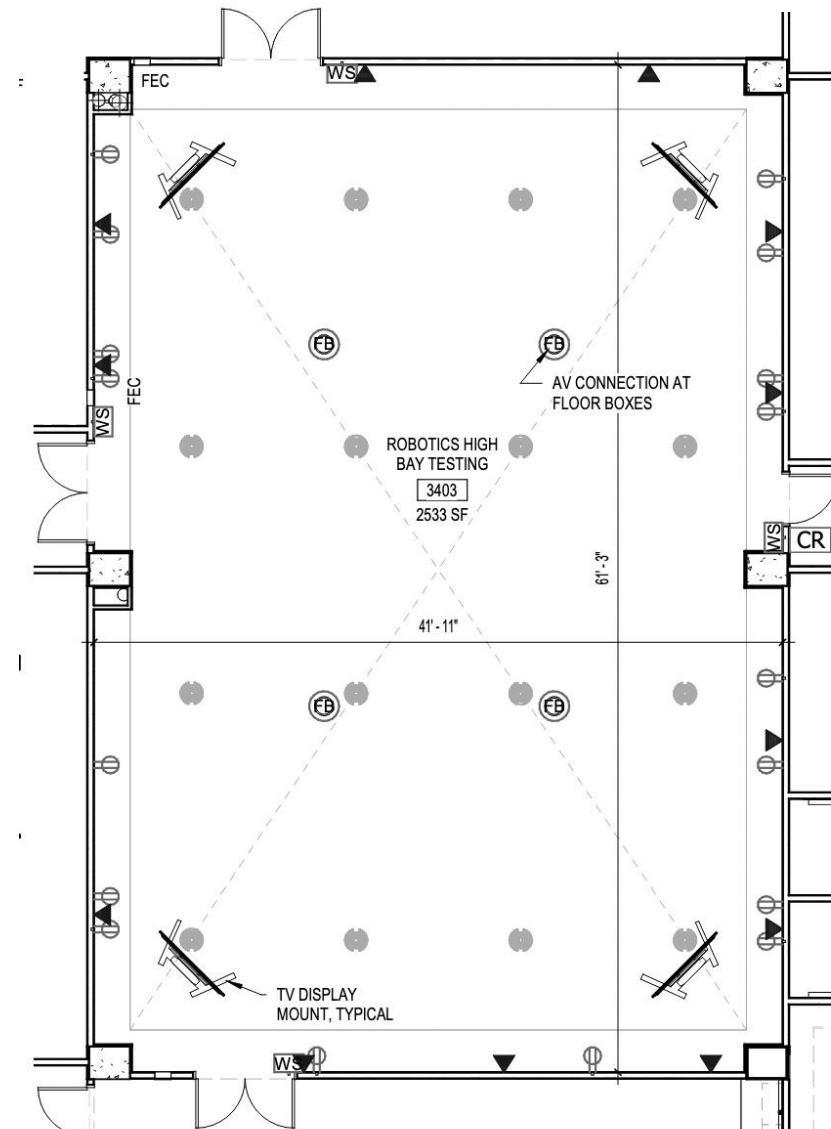 FEC
WS
FB
FB
AV CONNECTION AT
FLOOR BOXES
FEC
WS
ROBOTICS HIGH
BAY TESTING
3403
2533 SF
WS
CR
61' - 3"
41' - 11"
FB
FB
TV DISPLAY
MOUNT, TYPICAL
WS